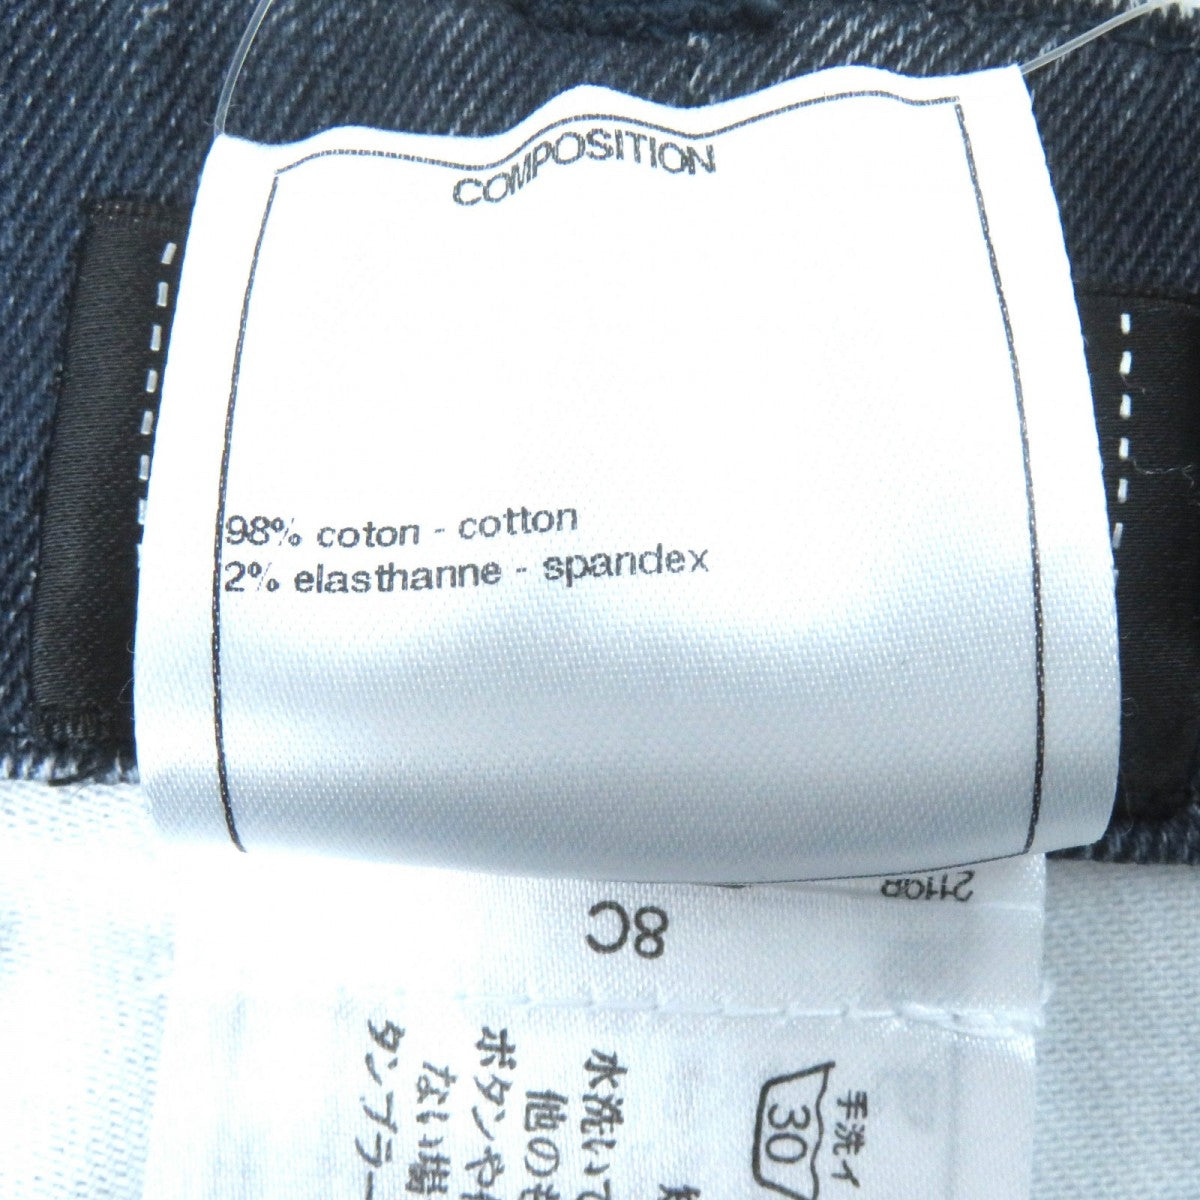 COMPOSITION
98% coton - cotton
2% elasthanne - spandex
8C
手洗イ
30
水洗いで
他の
ボタンや
ない場
タンブラー